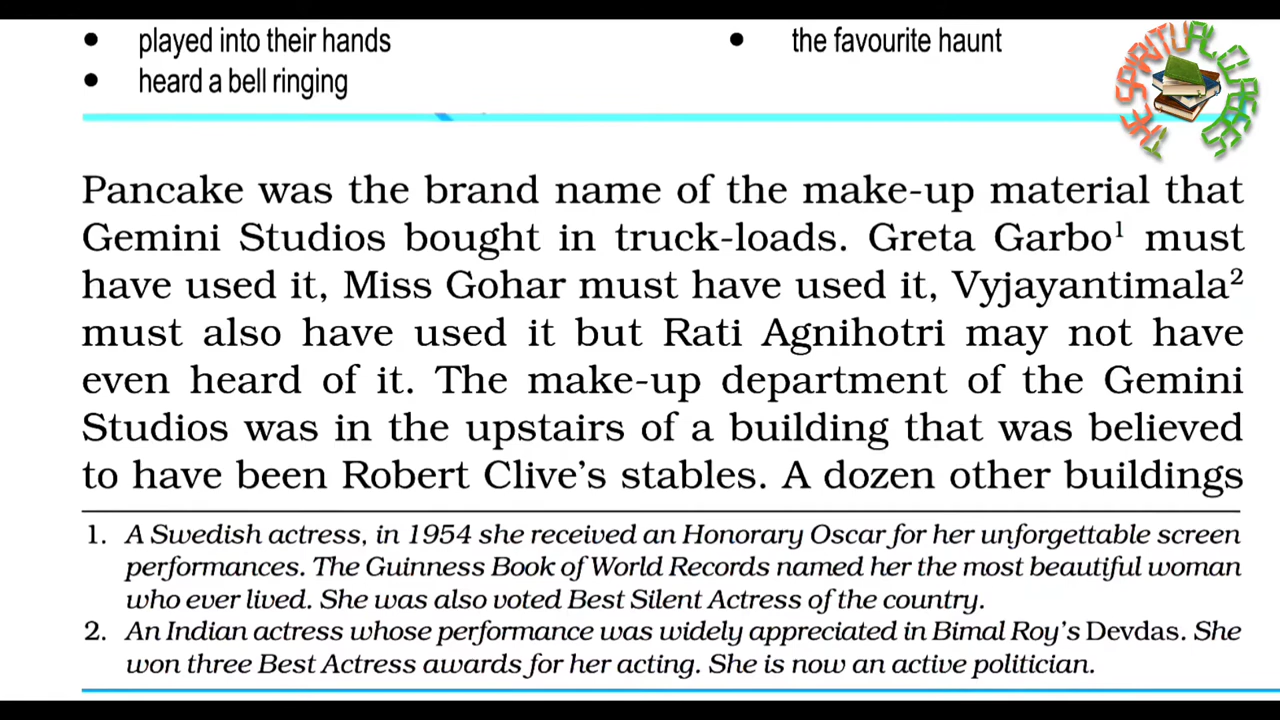 • played into their hands
• the favourite haunt
• heard a bell ringing
THE SPIRITUAL CURVES
Pancake was the brand name of the make-up material that
Gemini Studios bought in truck-loads. Greta Garbo¹ must
have used it, Miss Gohar must have used it, Vyjayantimala²
must also have used it but Rati Agnihotri may not have
even heard of it. The make-up department of the Gemini
Studios was in the upstairs of a building that was believed
to have been Robert Clive's stables. A dozen other buildings
1. A Swedish actress, in 1954 she received an Honorary Oscar for her unforgettable screen
performances. The Guinness Book of World Records named her the most beautiful woman
who ever lived. She was also voted Best Silent Actress of the country.
2. An Indian actress whose performance was widely appreciated in Bimal Roy's Devdas. She
won three Best Actress awards for her acting. She is now an active politician.